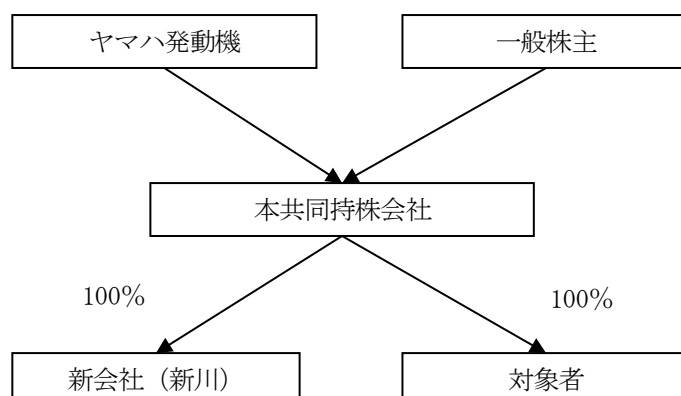 ヤマハ発動機
一般株主
本共同持株会社
100%
100%
新会社（新川）
対象者